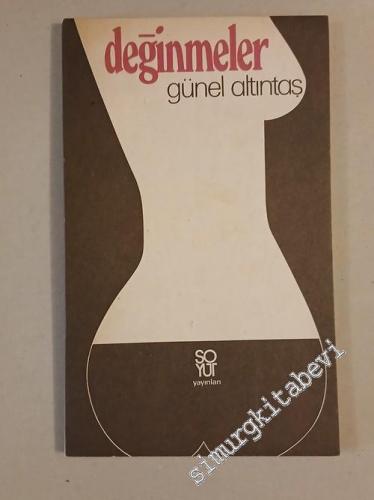 değinmeler
günel altıntaş
SO
YUT
yayınları
simurgkitabevi